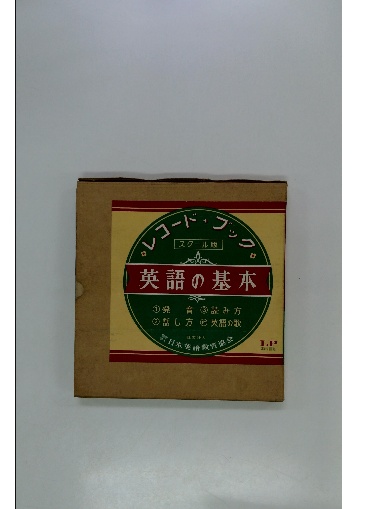 レコード・ブック
スクール版
英語の基本
①発音 ③読み方
②話し方 ④英語の歌
日本英語教育協会
LP